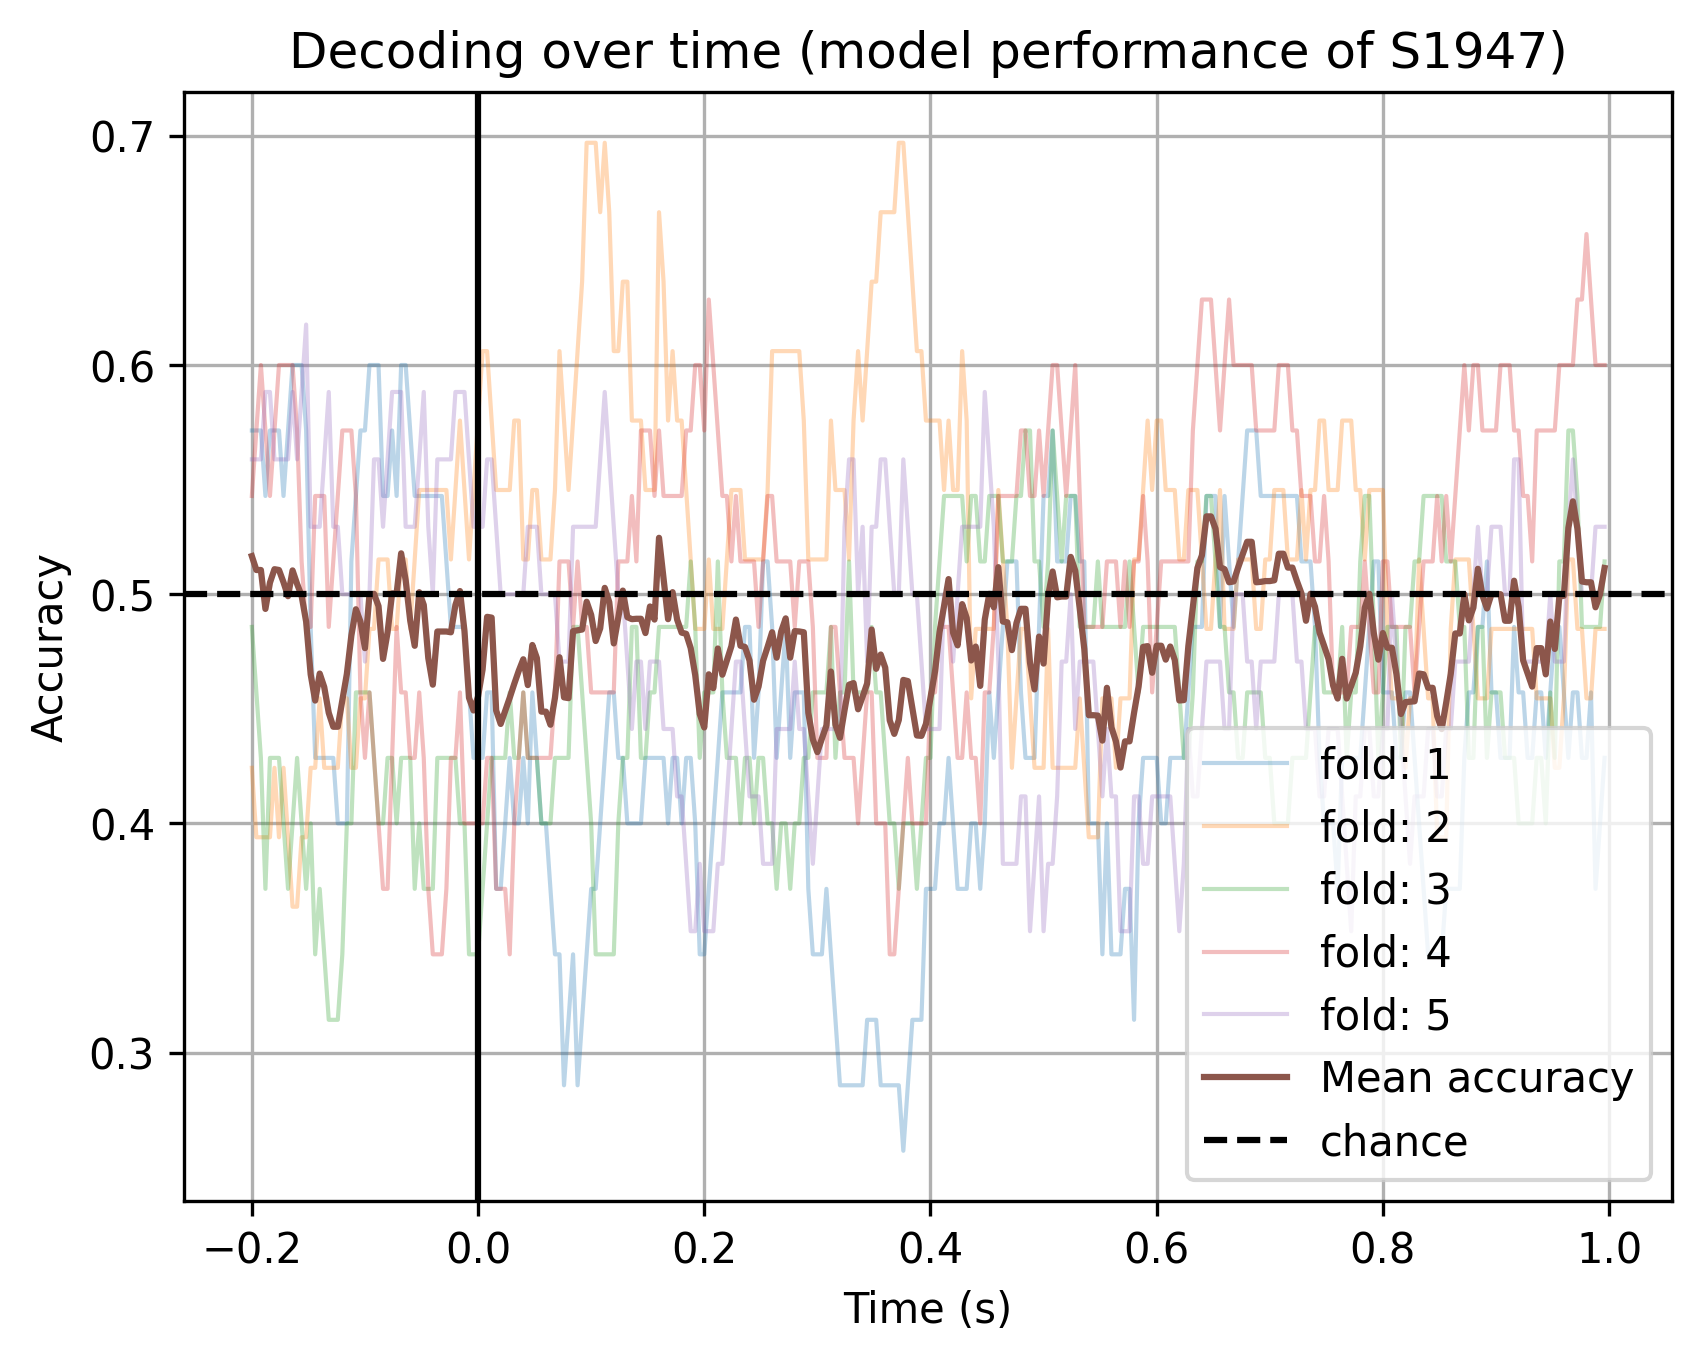 Decoding over time (model performance of S1947)
Accuracy
0.7
0.6
0.5
0.4
0.3
fold: 1
fold: 2
fold: 3
fold: 4
fold: 5
Mean accuracy
chance
−0.2 0.0 0.2 0.4 0.6 0.8 1.0
Time (s)